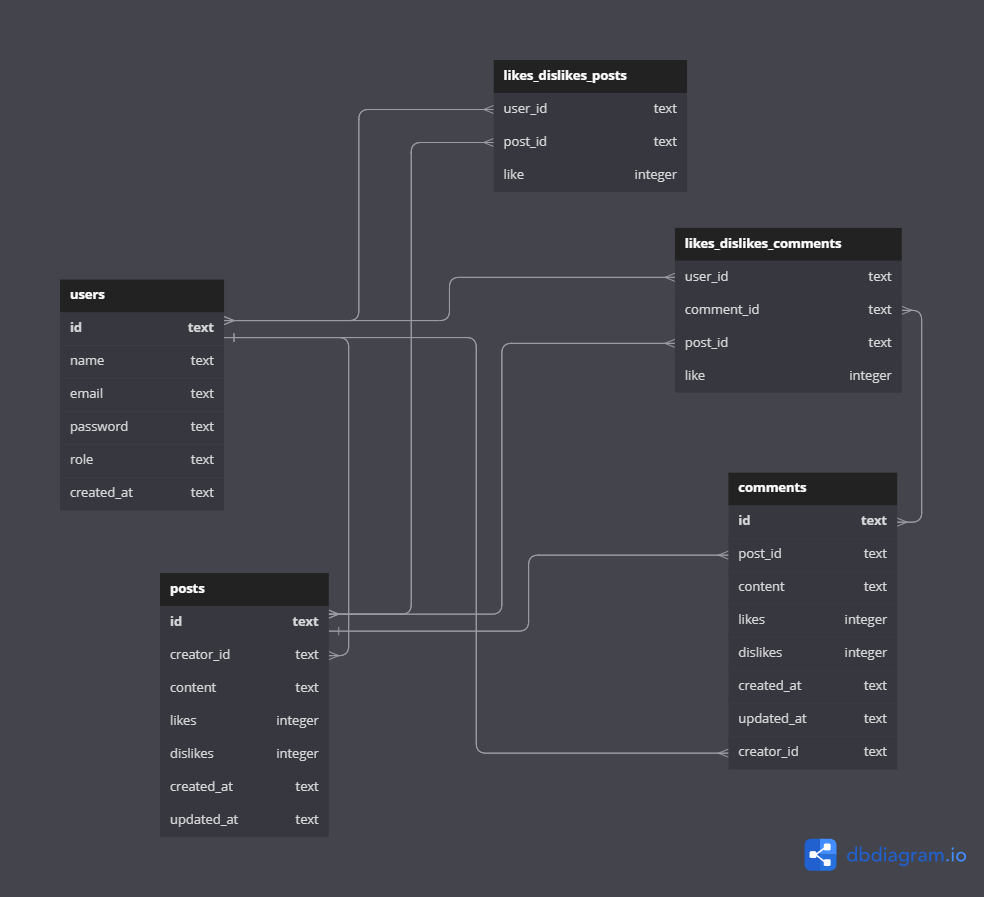 likes_dislikes_posts
user_id text
post_id text
like integer
likes_dislikes_comments
user_id text
comment_id text
post_id text
like integer
users
id text
name text
email text
password text
role text
created_at text
comments
id text
post_id text
content text
likes integer
dislikes integer
created_at text
updated_at text
creator_id text
posts
id text
creator_id text
content text
likes integer
dislikes integer
created_at text
updated_at text
dbdiagram.io